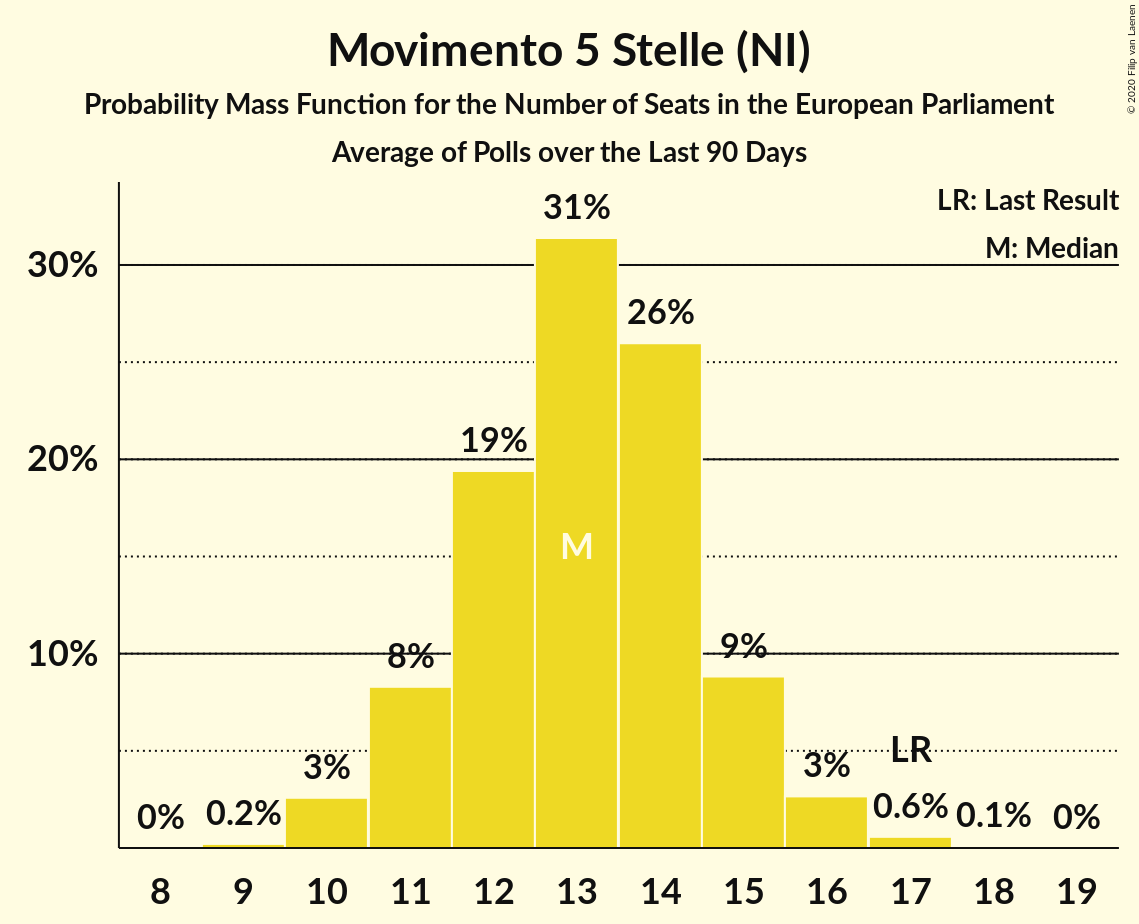 Movimento 5 Stelle (NI)
Probability Mass Function for the Number of Seats in the European Parliament
Average of Polls over the Last 90 Days
© 2020 Filip van Laenen
LR: Last Result
M: Median
30%
20%
10%
0%
0.2%
3%
8%
19%
31%
M
26%
9%
3%
LR
0.6%
0.1%
0%
8 9 10 11 12 13 14 15 16 17 18 19